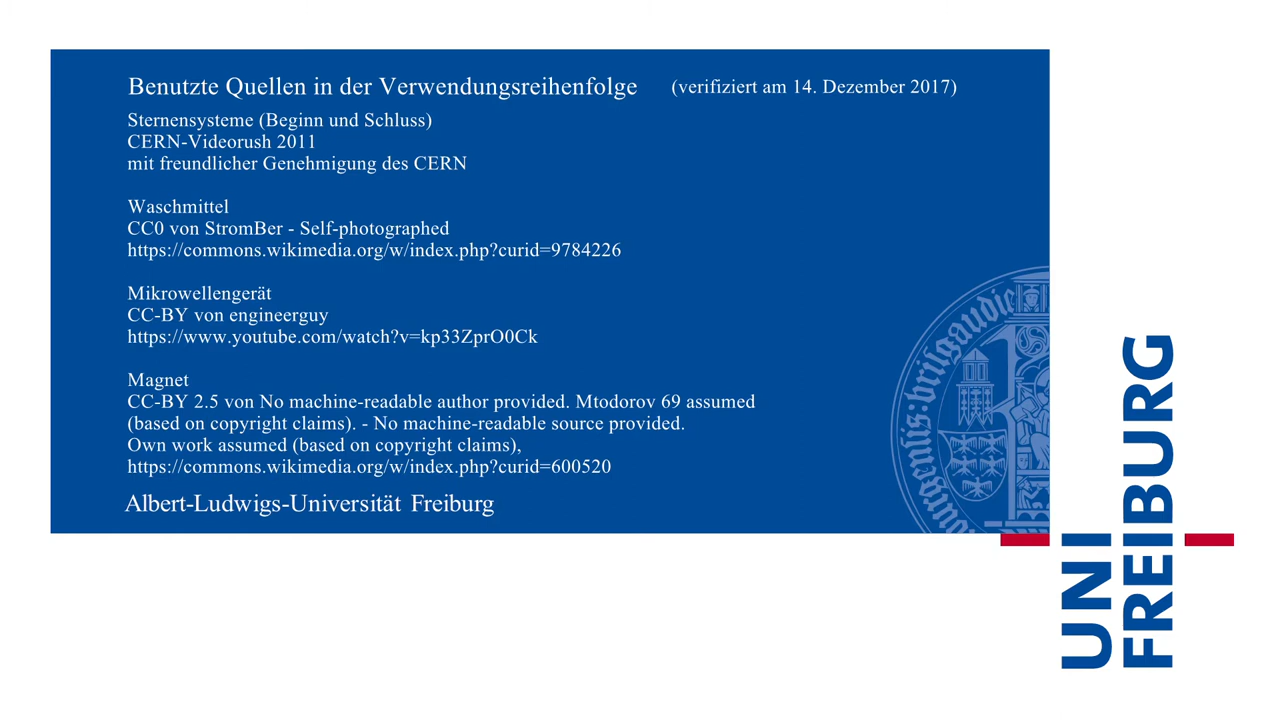 Benutzte Quellen in der Verwendungsreihenfolge (verifiziert am 14. Dezember 2017)
Sternensysteme (Beginn und Schluss)
CERN-Videorush 2011
mit freundlicher Genehmigung des CERN
Waschmittel
CC0 von StromBer - Self-photographed
https://commons.wikimedia.org/w/index.php?curid=9784226
Mikrowellengerät
CC-BY von engineerguy
https://www.youtube.com/watch?v=kp33ZprO0Ck
Magnet
CC-BY 2.5 von No machine-readable author provided. Mtodorov 69 assumed
(based on copyright claims). - No machine-readable source provided.
Own work assumed (based on copyright claims),
https://commons.wikimedia.org/w/index.php?curid=600520
Albert-Ludwigs-Universität Freiburg
UNI
FREIBURG